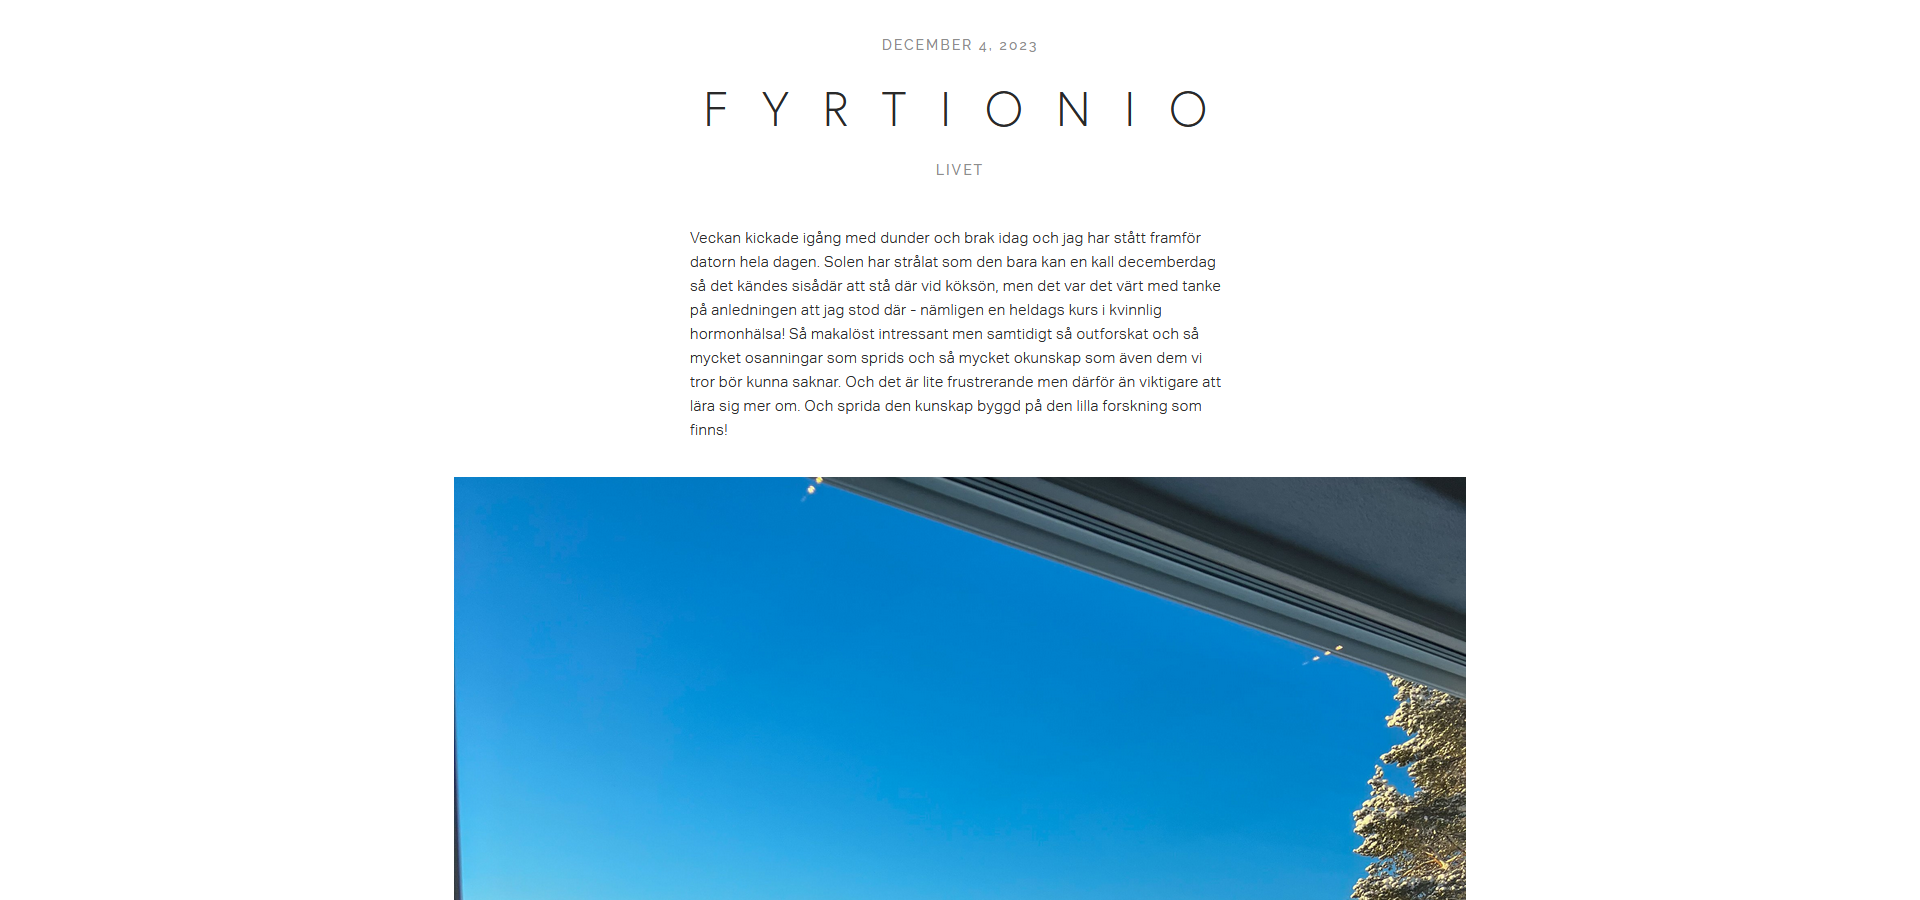 DECEMBER 4, 2023
FYRTIONIO
LIVET
Veckan kickade igång med dunder och brak idag och jag har stått framför
datorn hela dagen. Solen har strålat som den bara kan en kall decemberdag
så det kändes sisådär att stå där vid köksön, men det var det värt med tanke
på anledningen att jag stod där - nämligen en heldags kurs i kvinnlig
hormonhälsa! Så makalöst intressant men samtidigt så outforskat och så
mycket osanningar som sprids och så mycket okunskap som även dem vi
tror bör kunna saknar. Och det är lite frustrerande men därför än viktigare att
lära sig mer om. Och sprida den kunskap byggd på den lilla forskning som
finns!